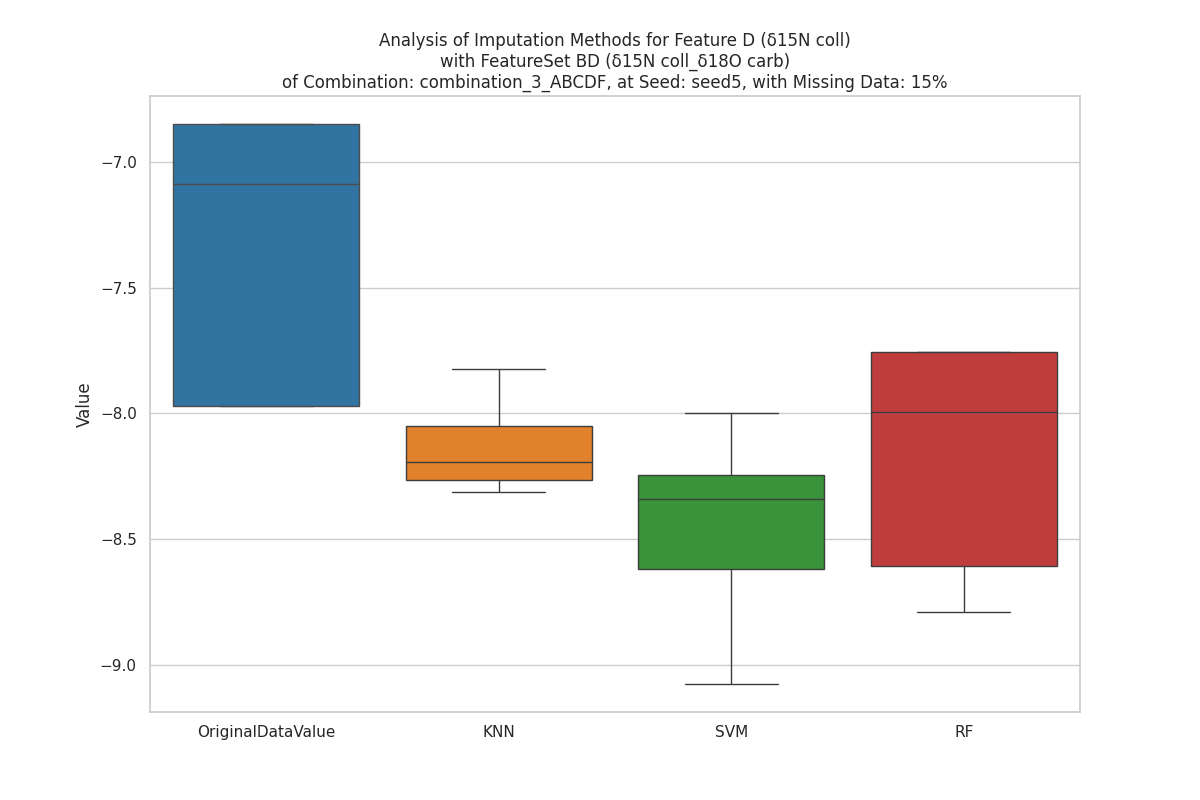 Analysis of Imputation Methods for Feature D (δ15N coll)
with FeatureSet BD (δ15N coll_δ18O carb)
of Combination: combination_3_ABCDF, at Seed: seed5, with Missing Data: 15%
−7.0
−7.5
−8.0
−8.5
−9.0
Value
OriginalDataValue
KNN
SVM
RF